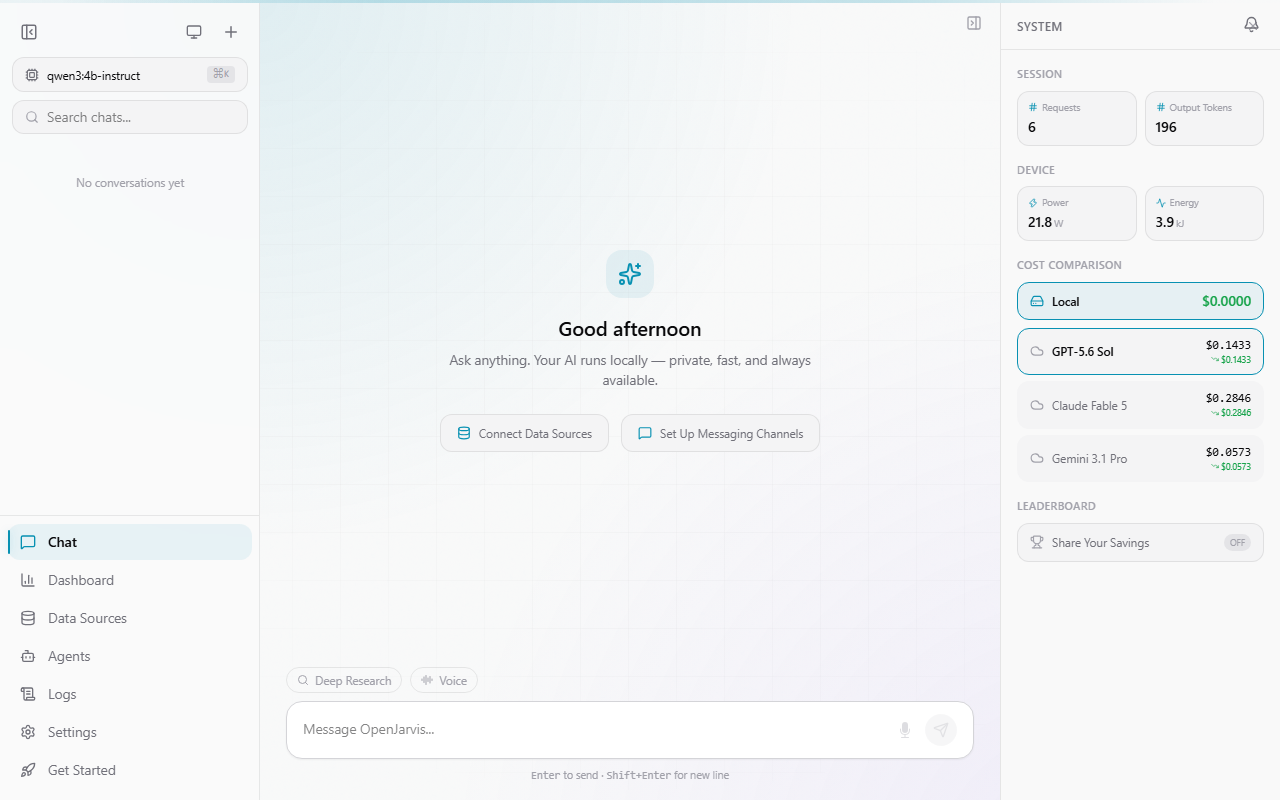 qwen3:4b-instruct
⌘K
Search chats...
No conversations yet
Chat
Dashboard
Data Sources
Agents
Logs
Settings
Get Started
Good afternoon
Ask anything. Your AI runs locally — private, fast, and always
available.
Connect Data Sources
Set Up Messaging Channels
Deep Research
Voice
Message OpenJarvis...
Enter to send · Shift+Enter for new line
SYSTEM
SESSION
# Requests
6
# Output Tokens
196
DEVICE
Power
21.8 W
Energy
3.9 kJ
COST COMPARISON
Local
$0.0000
GPT-5.6 Sol
$0.1433
$0.1433
Claude Fable 5
$0.2846
$0.2846
Gemini 3.1 Pro
$0.0573
$0.0573
LEADERBOARD
Share Your Savings
OFF